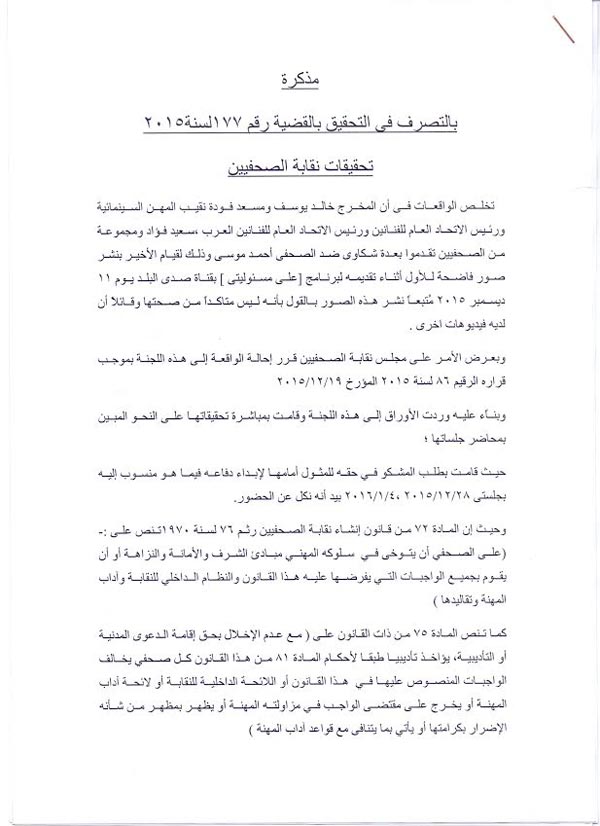 مذكرة
بالتصرف فى التحقيق بالقضية رقم ١٧٧لسنة٢٠١٥
تحقيقات نقابة الصحفيين
تخلص الواقعات فى أن المخرج خالد يوسف ومسعد فودة نقيب المهن السينمائية
ورئيس الاتحاد العام للفنانين ورئيس الاتحاد العام للفنانين العرب ،سعيد فؤاد ومجموعة
من الصحفيين تقدموا بعدة شكاوى ضد الصحفى أحمد موسى وذلك لقيام الأخير بنشر
صور فاضحة للأول أثناء تقديمه لبرنامج [على مسئوليتى ] بقناة صدى البلد يوم ١١
ديسمبر ٢٠١٥ مُتبعاً نشر هذه الصور بالقول بأنه ليس متاكداً من صحتها وقائلاً أن
لديه فيديوهات اخرى .
وبعرض الأمر على مجلس نقابة الصحفيين قرر إحالة الواقعة إلى هذه اللجنة بموجب
قراره الرقيم ٨٦ لسنة ٢٠١٥ المؤرخ ٢٠١٥/١٢/١٩
وبناء عليه وردت الأوراق إلى هذه اللجنة وقامت بمباشرة تحقيقاتها على النحو المبين
بمحاضر جلساتها ؛
حيث قامت بطلب المشكو في حقه للمثول أمامها لإبداء دفاعه فيما هو منسوب إليه
بجلستى ٢٠١٥/١٢/٢٨ ،٢٠١٦/١/٤ بيد أنه نكل عن الحضور.
وحيث إن المادة ٧٢ من قانون إنشاء نقابة الصحفيين رثم ٧٦ لسنة ١٩٧٠تنص على :-
(على الصحفي أن يتوخى في سلوكه المهني مبادئ الشرف والأمانة والنزاهة أو أن
يقوم بجميع الواجبات التي يفرضها عليه هذا القانون والنظام الداخلي للنقابة وآداب
المهنة وتقاليدها )
كما تنص المادة ٧٥ من ذات القانون على ( مع عدم الإخلال بحق إقامة الدعوى المدنية
أو التأديبية، يؤاخذ تأديبيا طبقا لأحكام المادة ٨١ من هذا القانون كل صحفي يخالف
الواجبات المنصوص عليها في هذا القانون أو اللائحة الداخلية للنقابة أو لائحة آداب
المهنة أو يخرج على مقتضى الواجب في مزاولته المهنة أو يظهر بمظهر من شأنه
الإضرار بكرامتها أو يأتي بما يتنافى مع قواعد آداب المهنة )